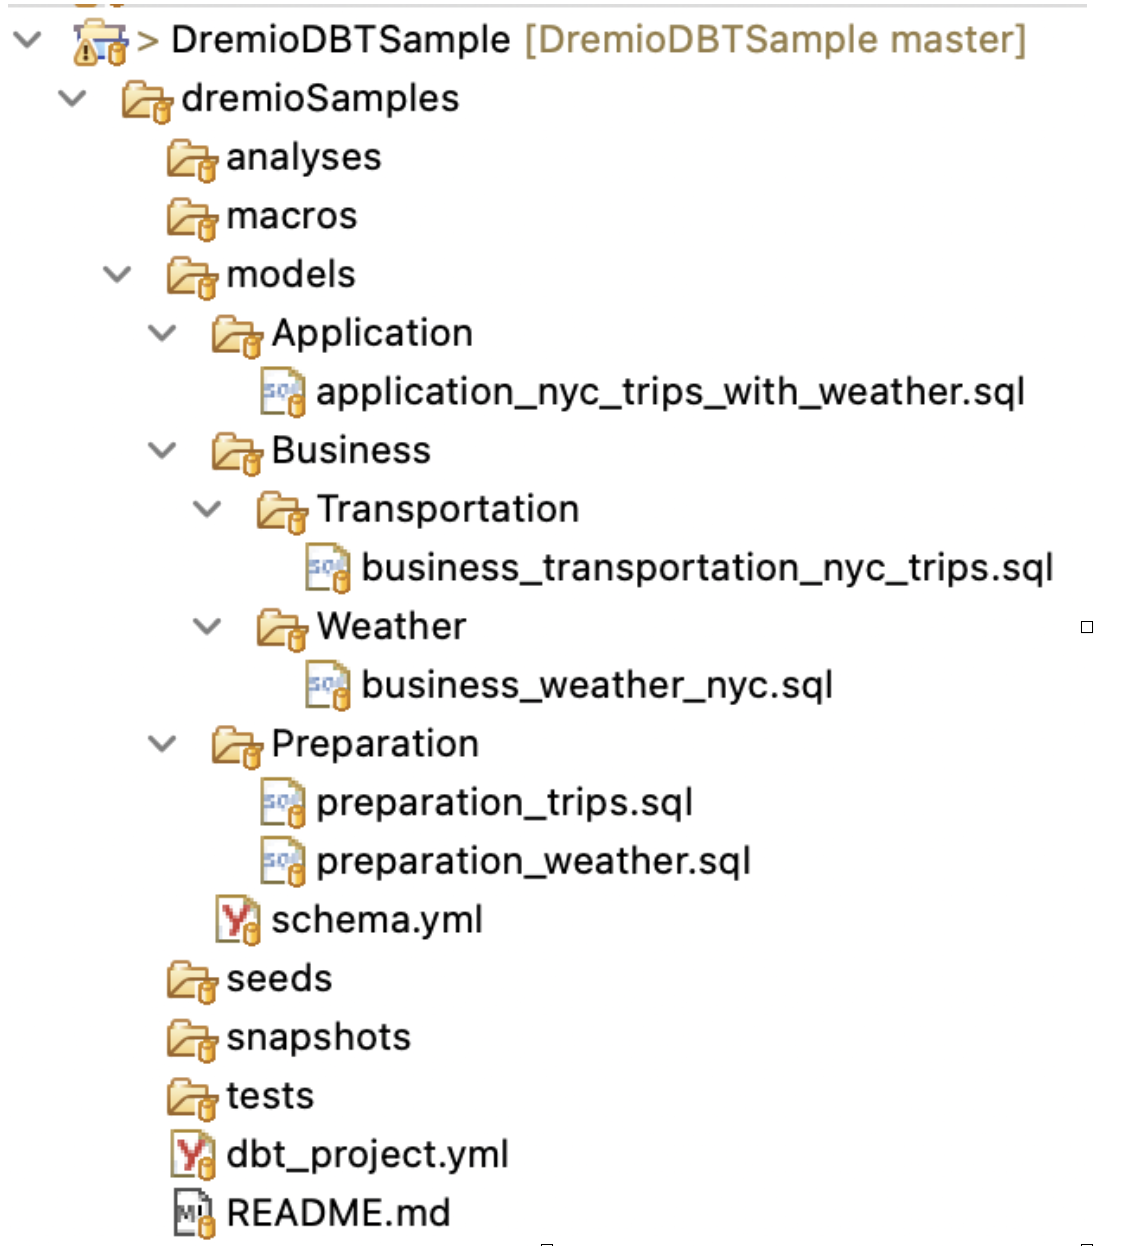 > DremioDBTSample [DremioDBTSample master]
dremioSamples
analyses
macros
models
Application
application_nyc_trips_with_weather.sql
Business
Transportation
business_transportation_nyc_trips.sql
Weather
business_weather_nyc.sql
Preparation
preparation_trips.sql
preparation_weather.sql
schema.yml
seeds
snapshots
tests
dbt_project.yml
README.md